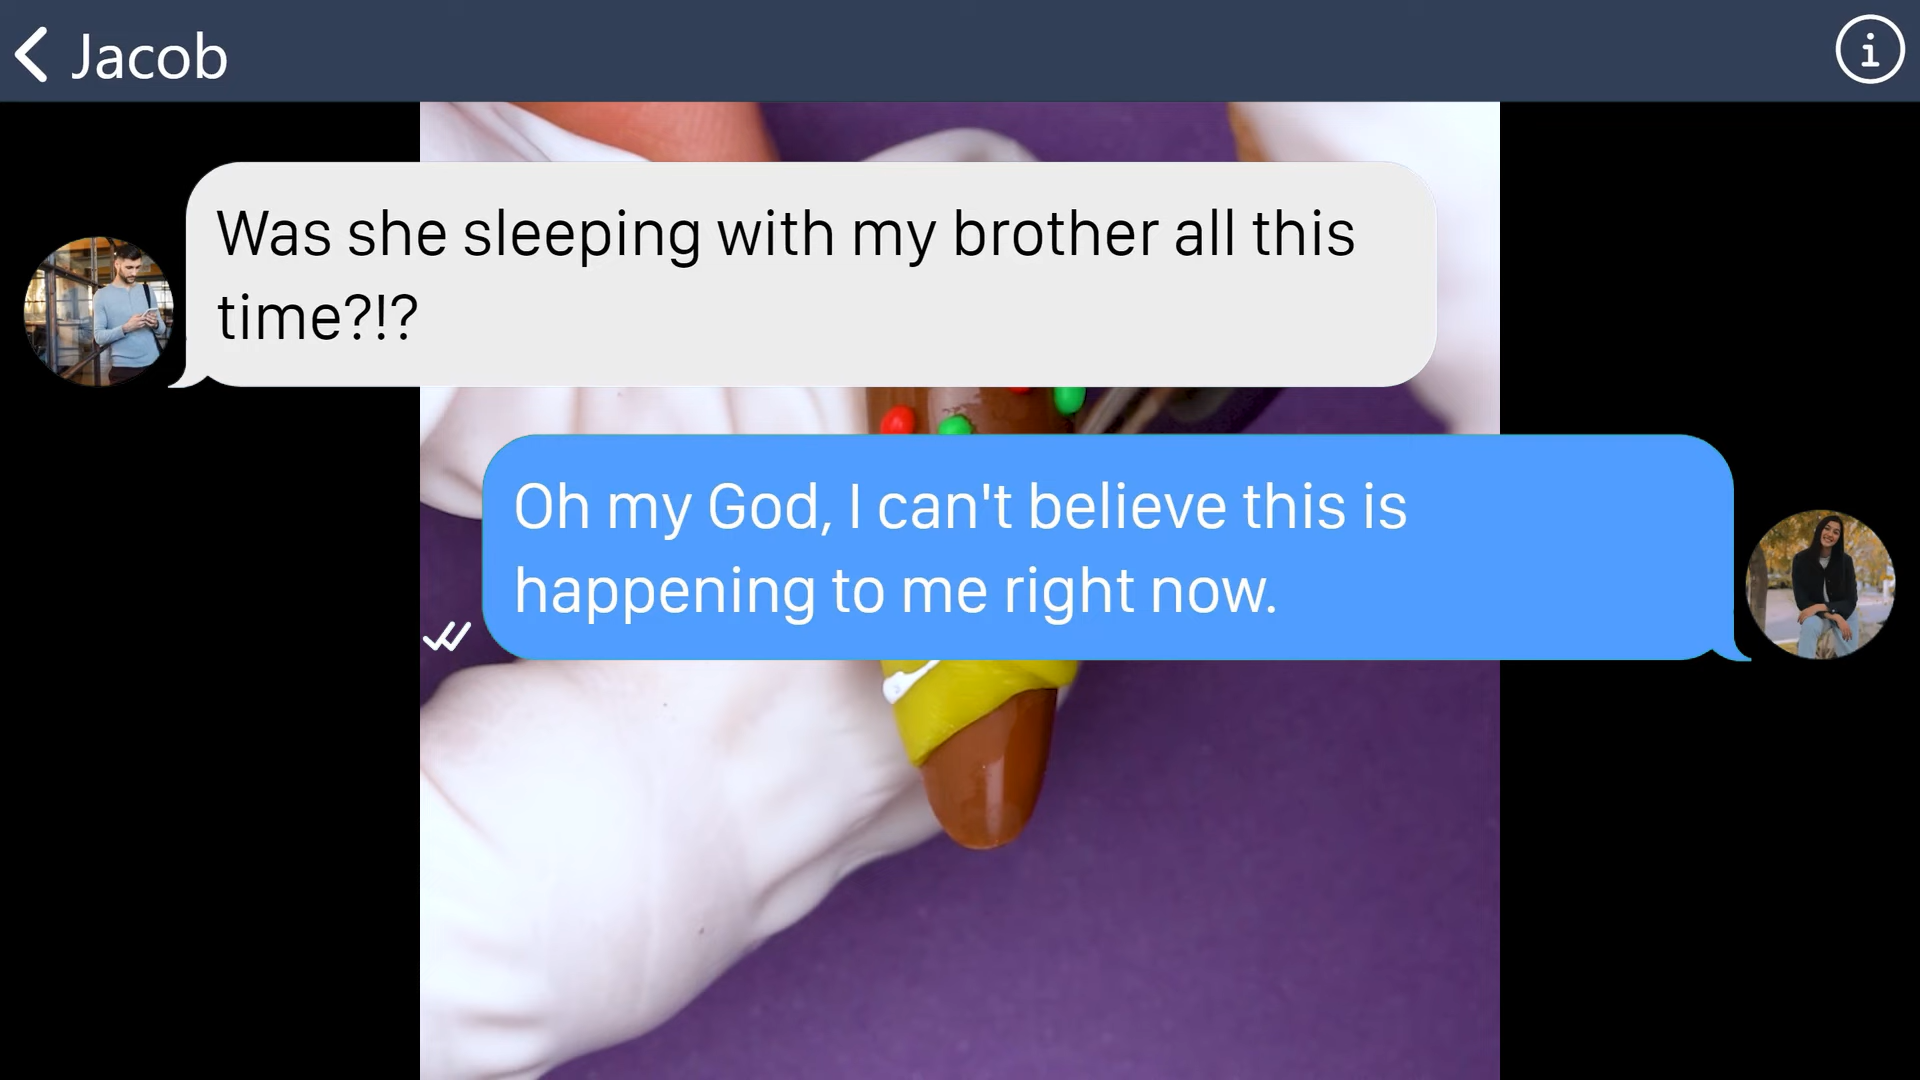 Jacob
Was she sleeping with my brother all this
time?!?
Oh my God, I can't believe this is
happening to me right now.